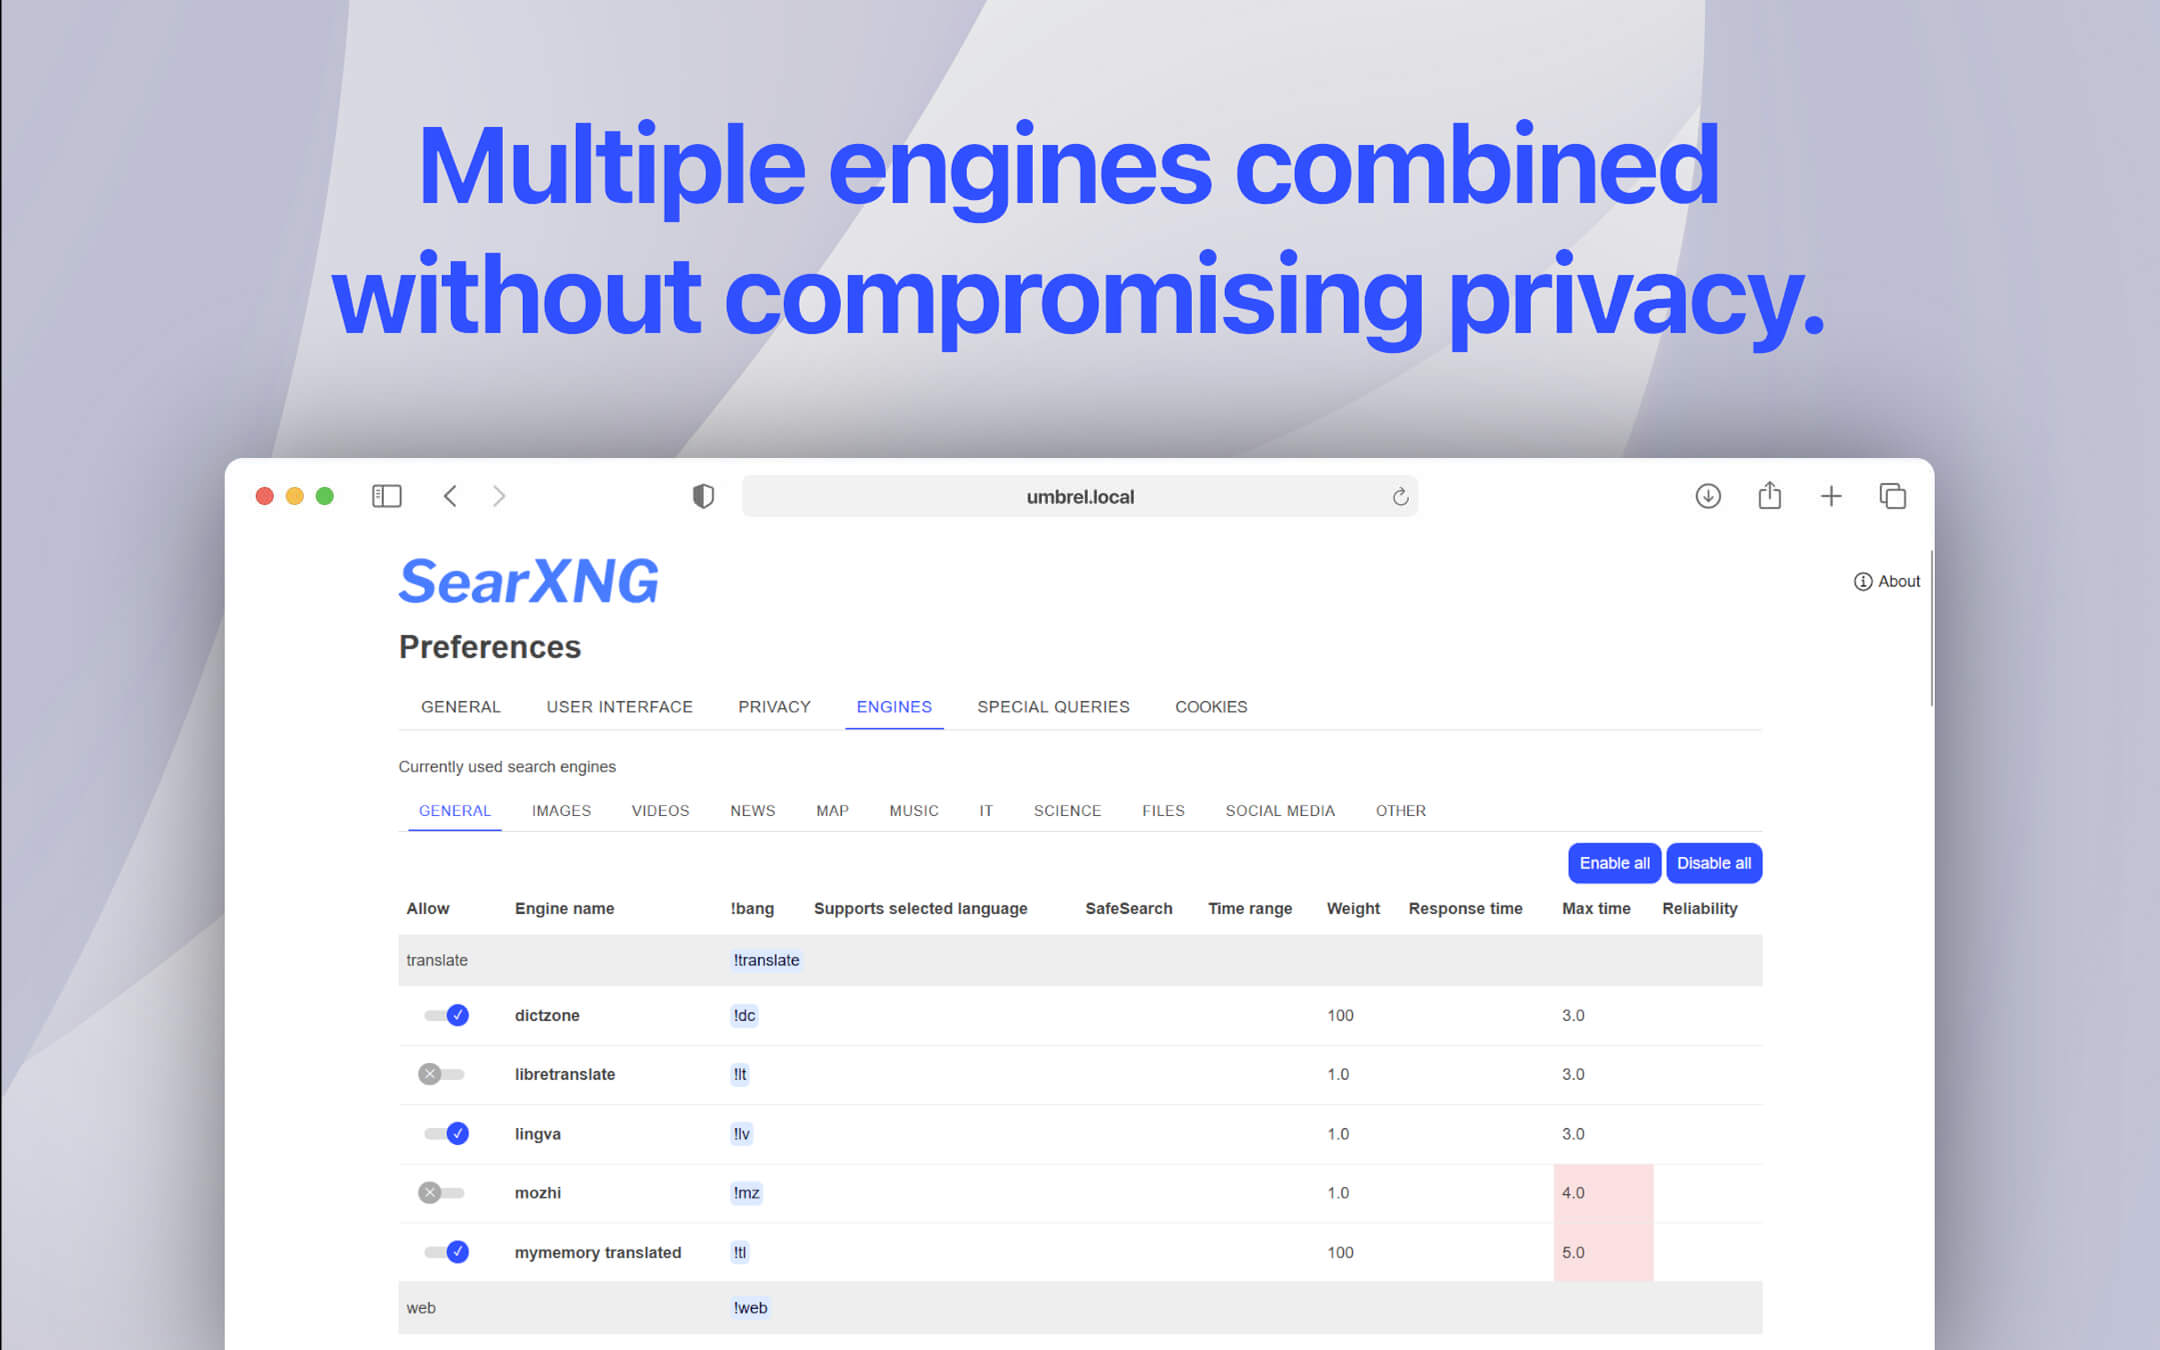 Multiple engines combined
without compromising privacy.
umbrel.local
SearXNG
About
Preferences
GENERAL USER INTERFACE PRIVACY ENGINES SPECIAL QUERIES COOKIES
Currently used search engines
GENERAL IMAGES VIDEOS NEWS MAP MUSIC IT SCIENCE FILES SOCIAL MEDIA OTHER
Enable all Disable all
Allow Engine name !bang Supports selected language SafeSearch Time range Weight Response time Max time Reliability
translate !translate
dictzone !dc 100 3.0
libretranslate !lt 1.0 3.0
lingva !lv 1.0 3.0
mozhi !mz 1.0 4.0
mymemory translated !tl 100 5.0
web !web